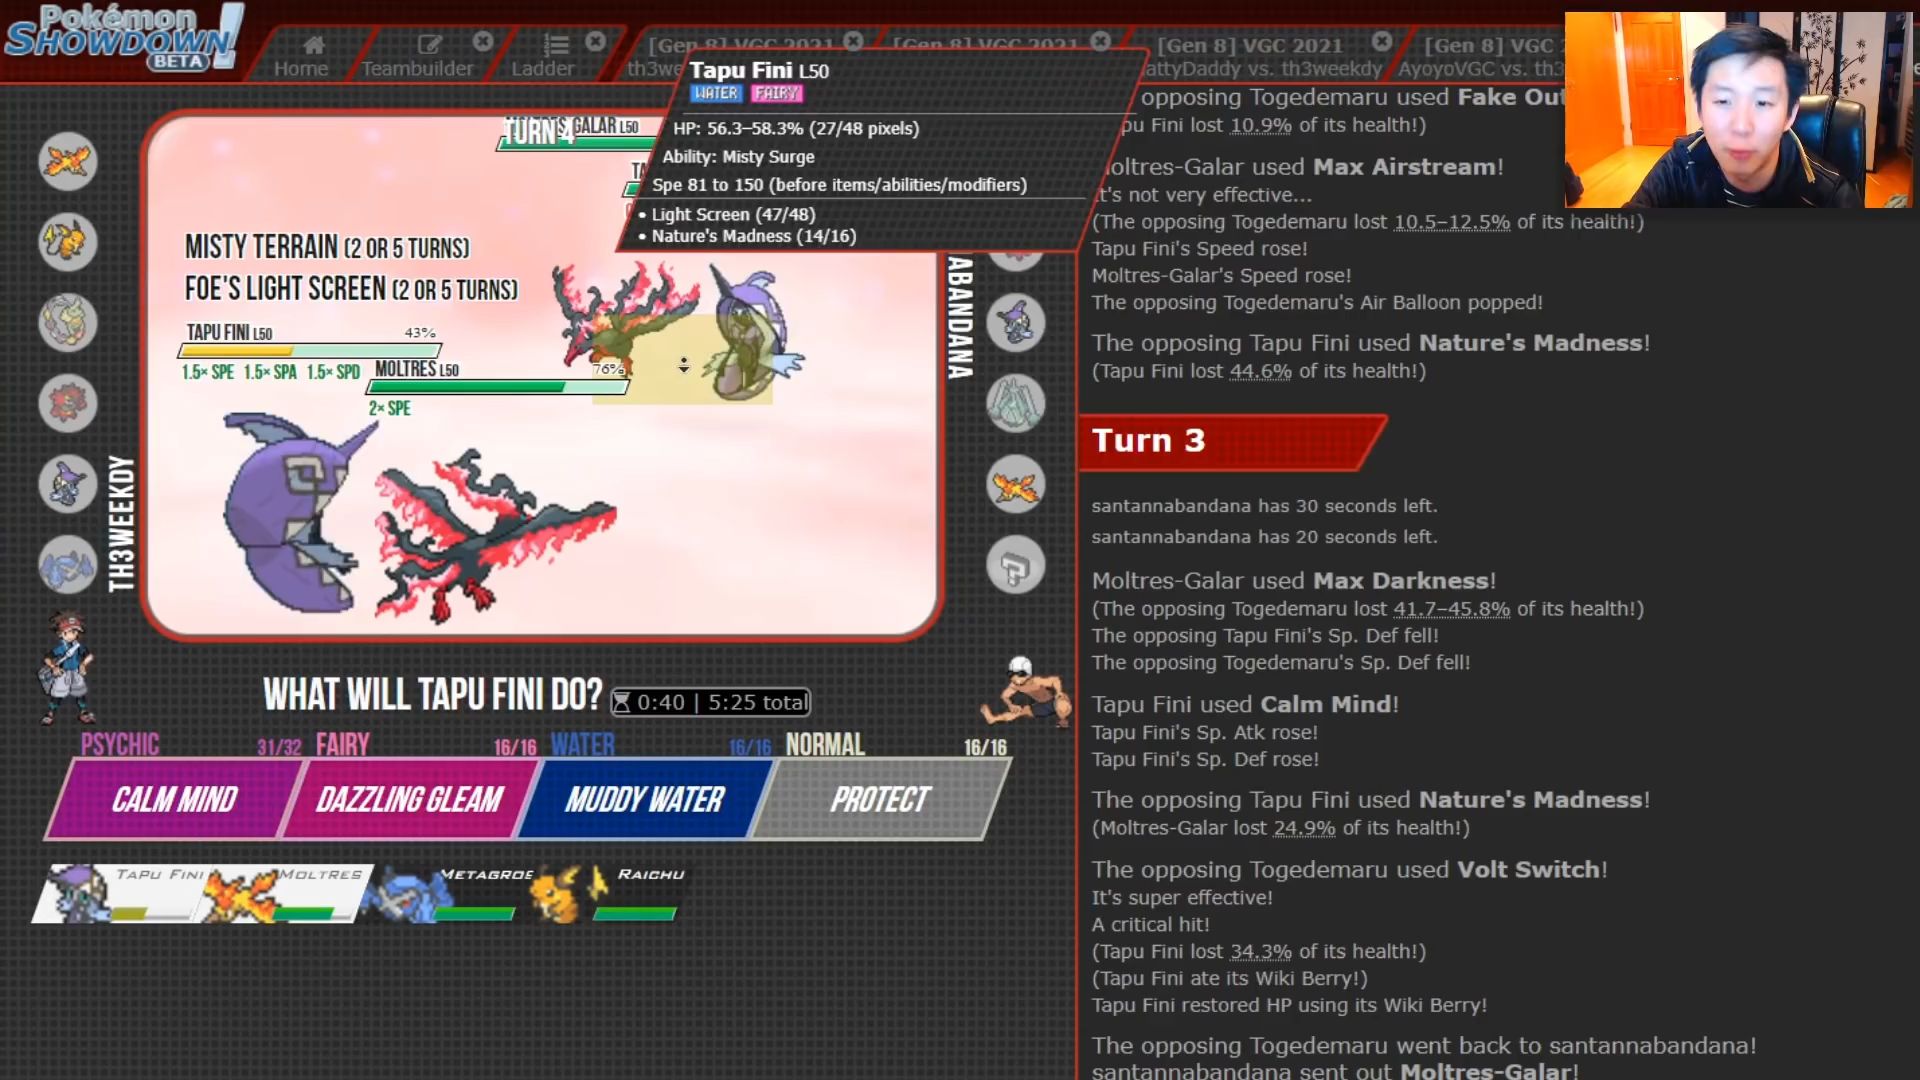 Pokémon
SHOWDOWN!
BETA
Home
Teambuilder
Ladder
[Gen 8] VGC 2021
th3we
[Gen 8] VGC 2021
[Gen 8] VGC 2021
attyDaddy vs. th3weekdy
[Gen 8] VGC
AyoyoVGC vs. th3
Tapu Fini L50
WATER FAIRY
HP: 56.3–58.3% (27/48 pixels)
Ability: Misty Surge
Spe 81 to 150 (before items/abilities/modifiers)
• Light Screen (47/48)
• Nature's Madness (14/16)
TURN 4
GALAR L50
MISTY TERRAIN (2 OR 5 TURNS)
FOE'S LIGHT SCREEN (2 OR 5 TURNS)
TAPU FINI L50
43%
1.5× SPE 1.5× SPA 1.5× SPD
MOLTRES L50
76%
2× SPE
TH3WEEKDY
ABANDANA
WHAT WILL TAPU FINI DO?
0:40 | 5:25 total
PSYCHIC 31/32
FAIRY 16/16
WATER 16/16
NORMAL 16/16
CALM MIND
DAZZLING GLEAM
MUDDY WATER
PROTECT
TAPU FINI
MOLTRES
METAGROS
RAICHU
opposing Togedemaru used Fake Out
pu Fini lost 10.9% of its health!)
Moltres-Galar used Max Airstream!
It's not very effective...
(The opposing Togedemaru lost 10.5–12.5% of its health!)
Tapu Fini's Speed rose!
Moltres-Galar's Speed rose!
The opposing Togedemaru's Air Balloon popped!
The opposing Tapu Fini used Nature's Madness!
(Tapu Fini lost 44.6% of its health!)
Turn 3
santannabandana has 30 seconds left.
santannabandana has 20 seconds left.
Moltres-Galar used Max Darkness!
(The opposing Togedemaru lost 41.7–45.8% of its health!)
The opposing Tapu Fini's Sp. Def fell!
The opposing Togedemaru's Sp. Def fell!
Tapu Fini used Calm Mind!
Tapu Fini's Sp. Atk rose!
Tapu Fini's Sp. Def rose!
The opposing Tapu Fini used Nature's Madness!
(Moltres-Galar lost 24.9% of its health!)
The opposing Togedemaru used Volt Switch!
It's super effective!
A critical hit!
(Tapu Fini lost 34.3% of its health!)
(Tapu Fini ate its Wiki Berry!)
Tapu Fini restored HP using its Wiki Berry!
The opposing Togedemaru went back to santannabandana!
santannabandana sent out Moltres-Galar!